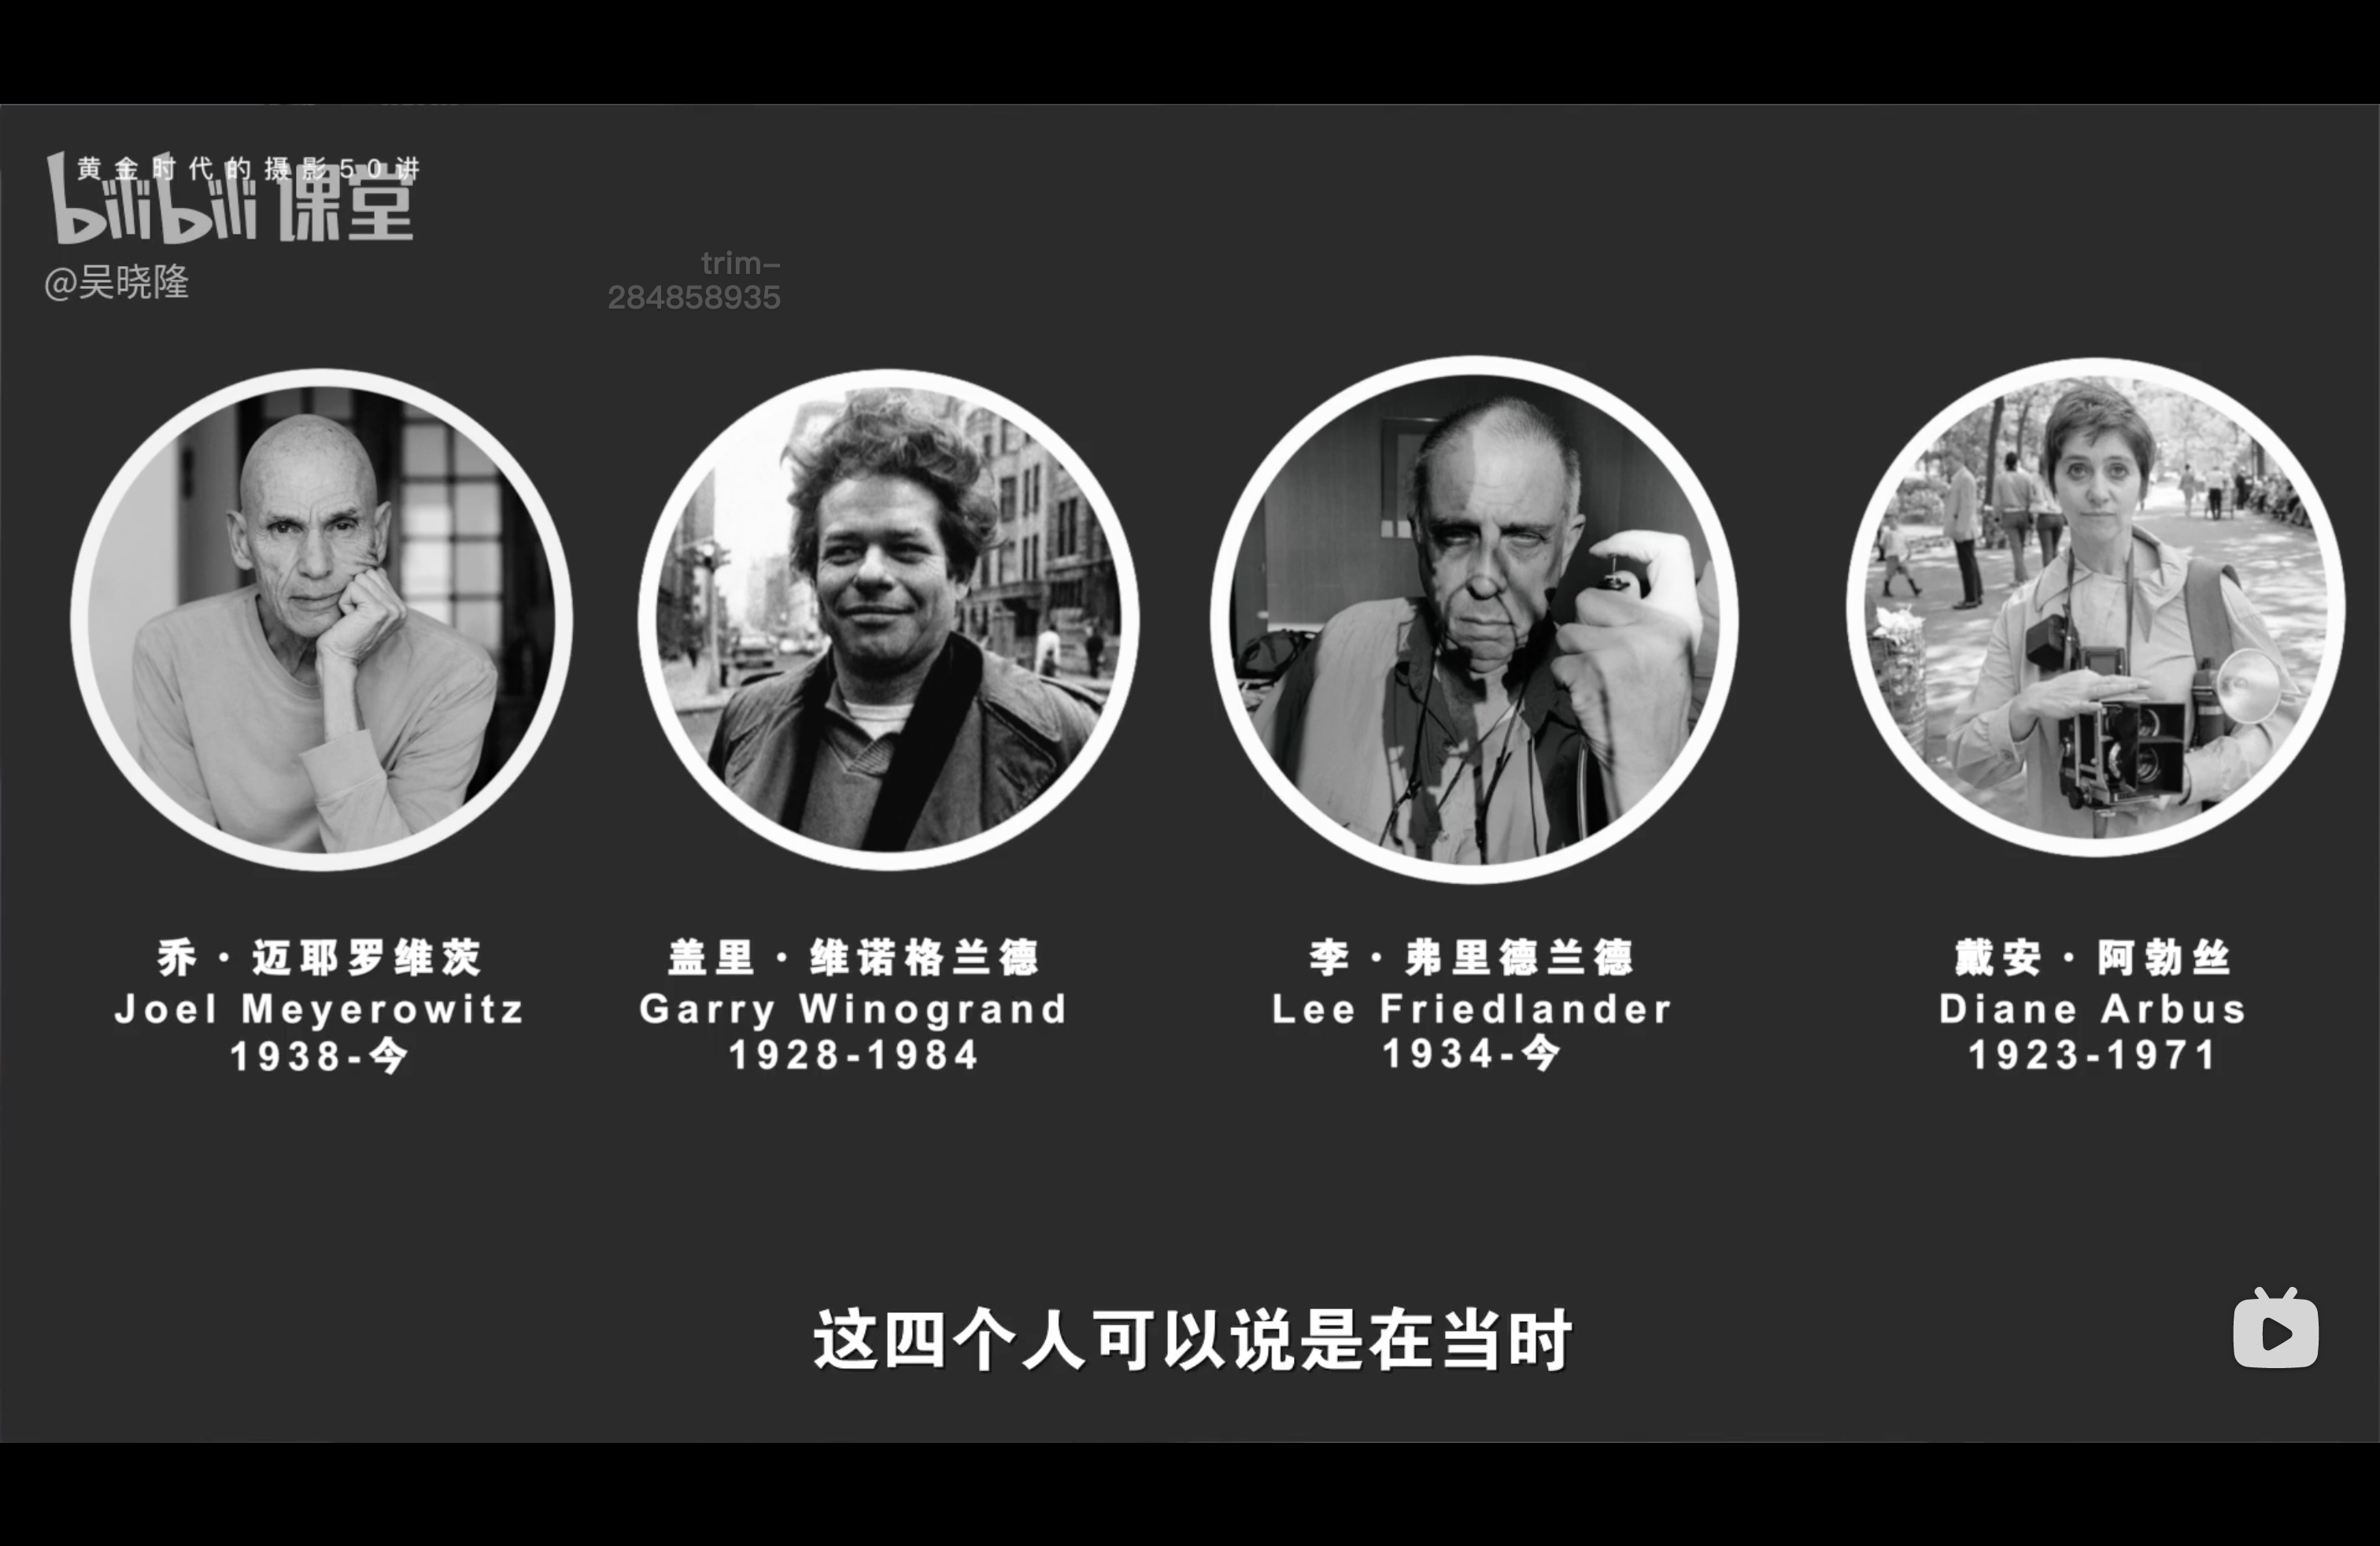 黄金时代的摄影50讲
bilibili课堂
@吴晓隆
trim-
284858935
乔·迈耶罗维茨
Joel Meyerowitz
1938-今
盖里·维诺格兰德
Garry Winogrand
1928-1984
李·弗里德兰德
Lee Friedlander
1934-今
戴安·阿勃丝
Diane Arbus
1923-1971
这四个人可以说是在当时